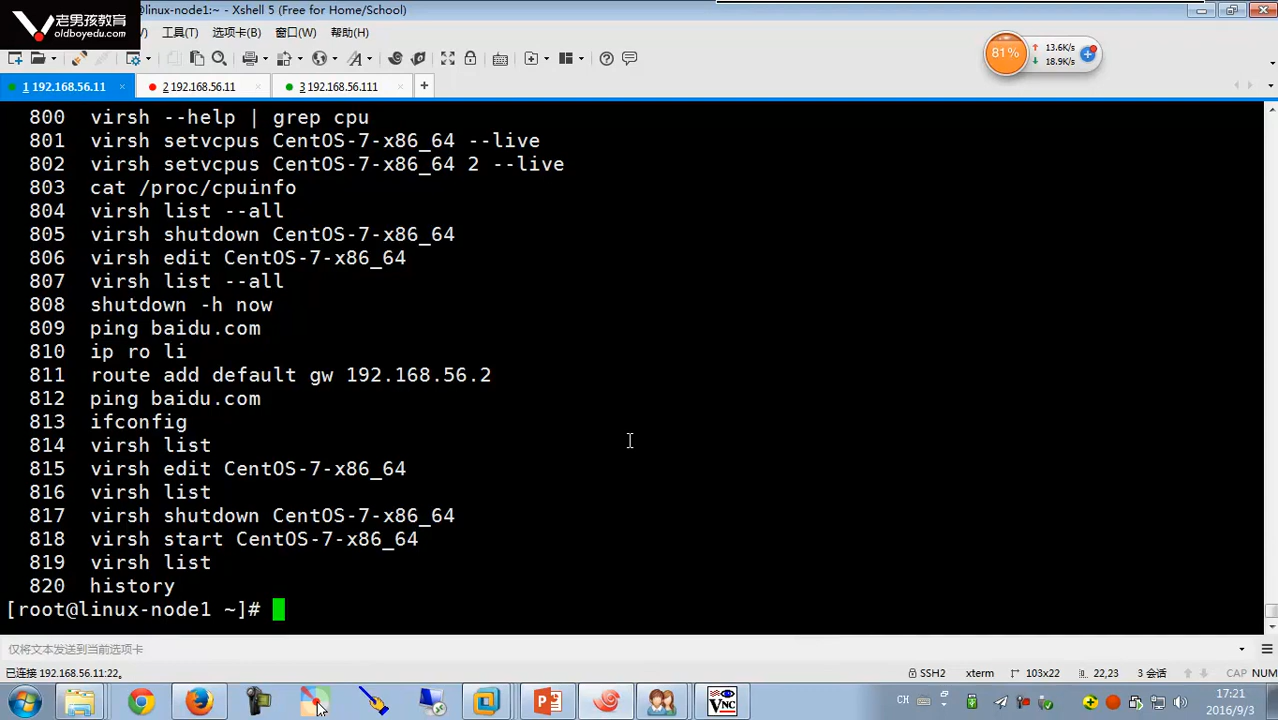 @linux-node1:~ - Xshell 5 (Free for Home/School)
老男孩教育
oldboyedu.com
工具(T) 选项卡(B) 窗口(W) 帮助(H)
81%
13.6K/s
18.9K/s
1 192.168.56.11
2 192.168.56.11
3 192.168.56.111
800 virsh --help | grep cpu
801 virsh setvcpus CentOS-7-x86_64 --live
802 virsh setvcpus CentOS-7-x86_64 2 --live
803 cat /proc/cpuinfo
804 virsh list --all
805 virsh shutdown CentOS-7-x86_64
806 virsh edit CentOS-7-x86_64
807 virsh list --all
808 shutdown -h now
809 ping baidu.com
810 ip ro li
811 route add default gw 192.168.56.2
812 ping baidu.com
813 ifconfig
814 virsh list
815 virsh edit CentOS-7-x86_64
816 virsh list
817 virsh shutdown CentOS-7-x86_64
818 virsh start CentOS-7-x86_64
819 virsh list
820 history
[root@linux-node1 ~]#
仅将文本发送到当前选项卡
已连接 192.168.56.11:22。 SSH2 xterm 103x22 22,23 3 会话 CAP NUM
CH 17:21
2016/9/3